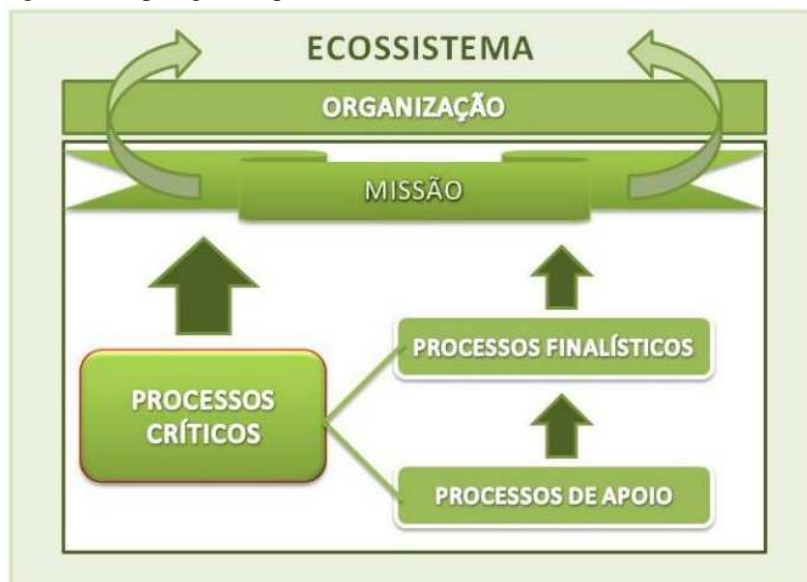 ECOSSISTEMA
ORGANIZAÇÃO
MISSÃO
PROCESSOS FINALÍSTICOS
PROCESSOS
CRÍTICOS
PROCESSOS DE APOIO